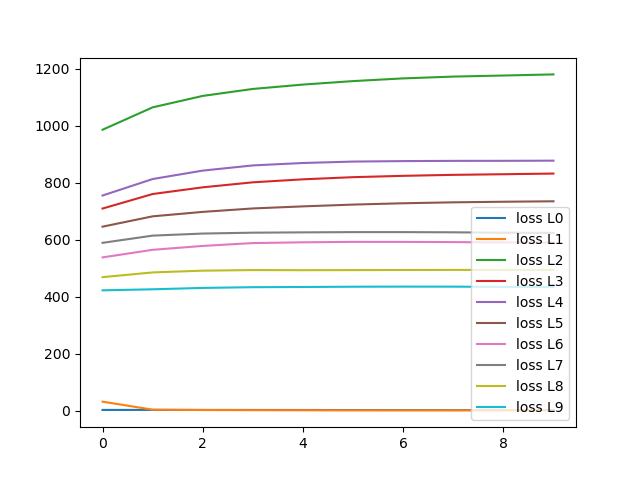 1200
1000
800
600
400
200
0
0 2 4 6 8
loss L0
loss L1
loss L2
loss L3
loss L4
loss L5
loss L6
loss L7
loss L8
loss L9